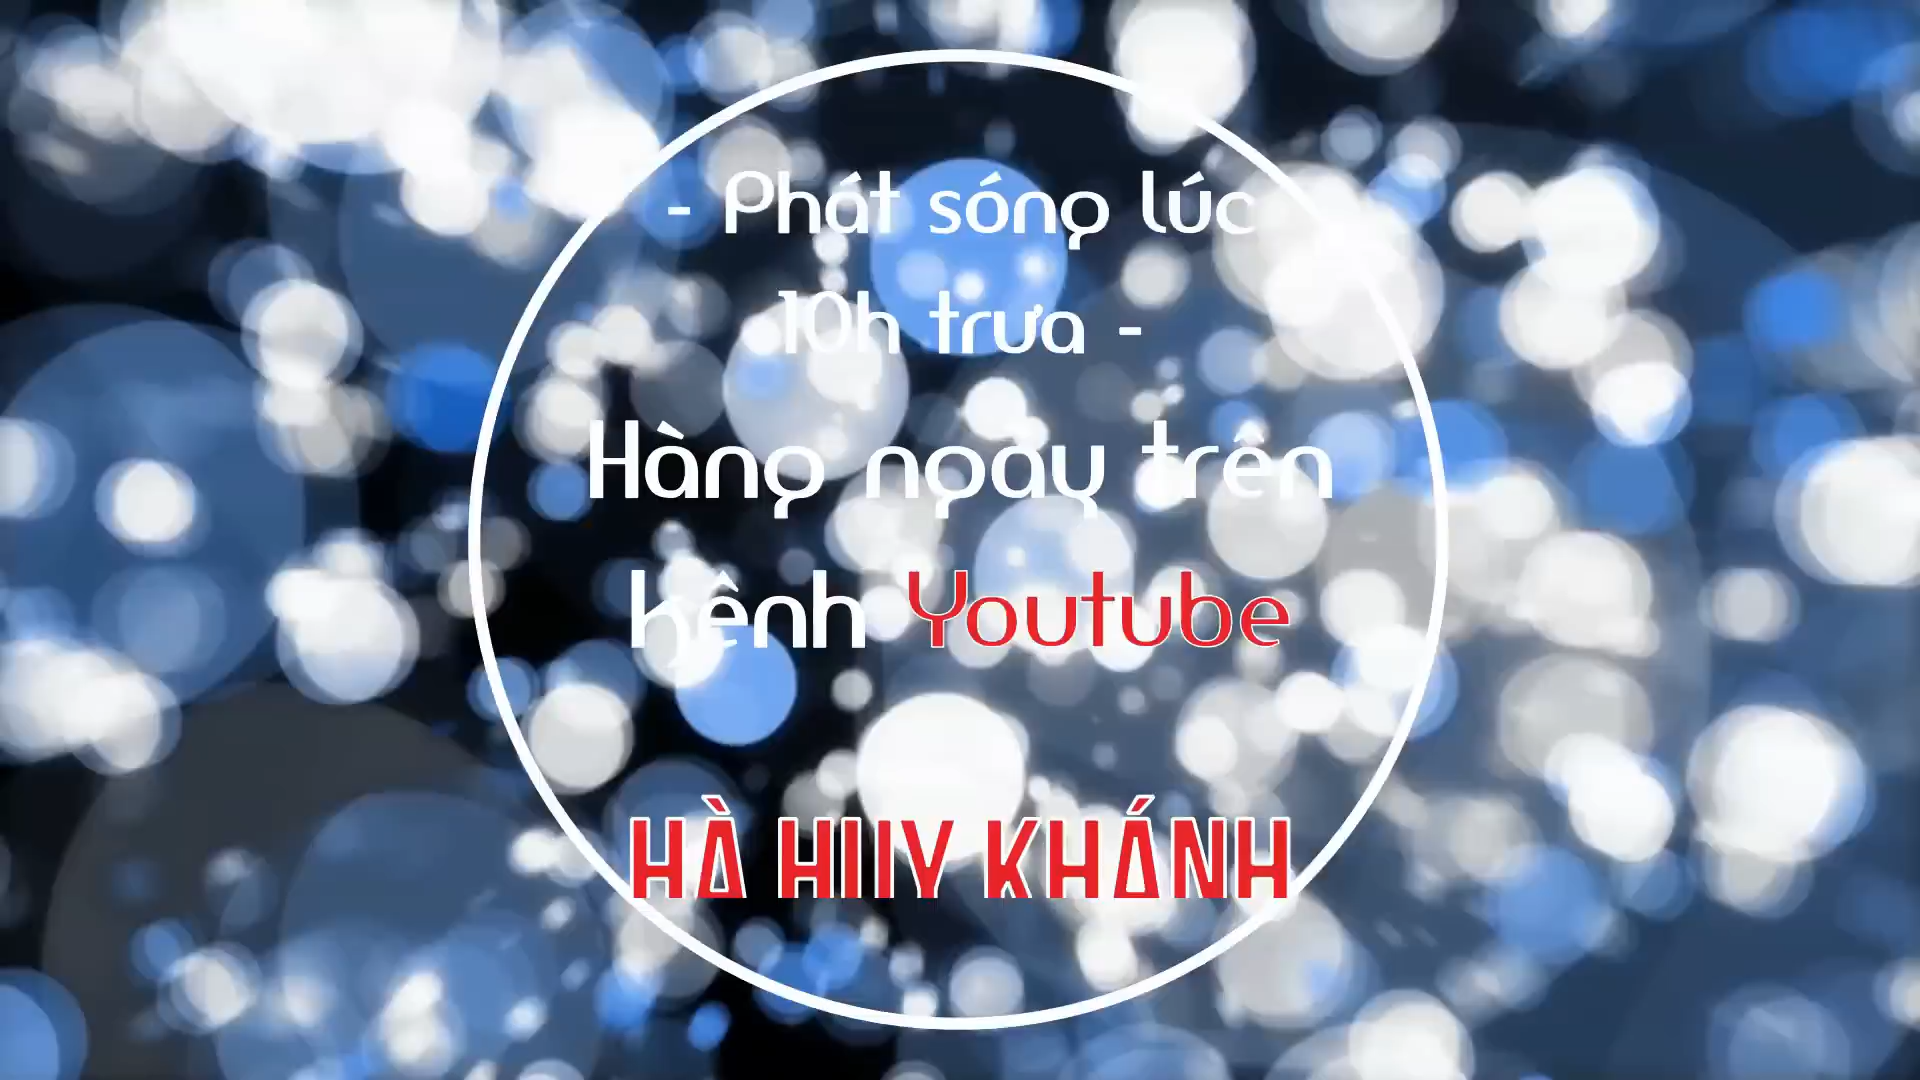 - Phát sóng lúc
10h trưa -
Hàng ngày trên
kênh Youtube
HÀ HUY KHÁNH